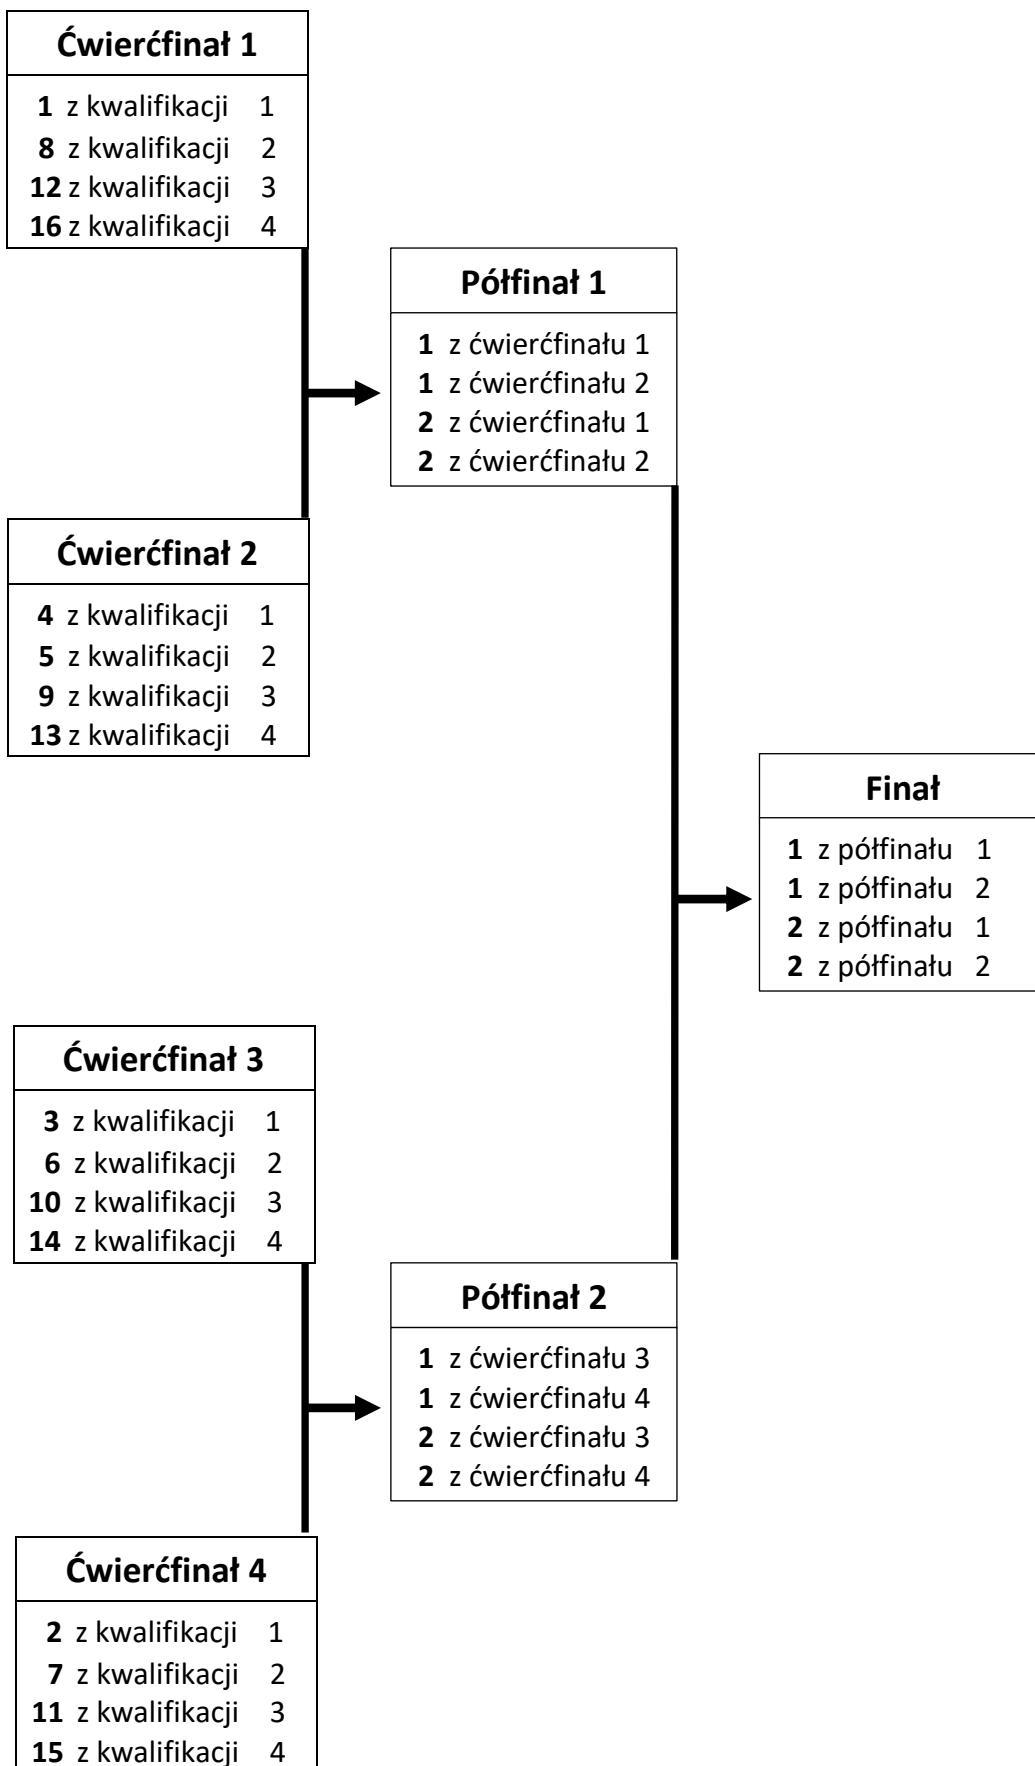 Ćwierćfinał 1
1 z kwalifikacji 1
8 z kwalifikacji 2
12 z kwalifikacji 3
16 z kwalifikacji 4
Półfinał 1
1 z ćwierćfinału 1
1 z ćwierćfinału 2
2 z ćwierćfinału 1
2 z ćwierćfinału 2
Ćwierćfinał 2
4 z kwalifikacji 1
5 z kwalifikacji 2
9 z kwalifikacji 3
13 z kwalifikacji 4
Finał
1 z półfinału 1
1 z półfinału 2
2 z półfinału 1
2 z półfinału 2
Ćwierćfinał 3
3 z kwalifikacji 1
6 z kwalifikacji 2
10 z kwalifikacji 3
14 z kwalifikacji 4
Półfinał 2
1 z ćwierćfinału 3
1 z ćwierćfinału 4
2 z ćwierćfinału 3
2 z ćwierćfinału 4
Ćwierćfinał 4
2 z kwalifikacji 1
7 z kwalifikacji 2
11 z kwalifikacji 3
15 z kwalifikacji 4